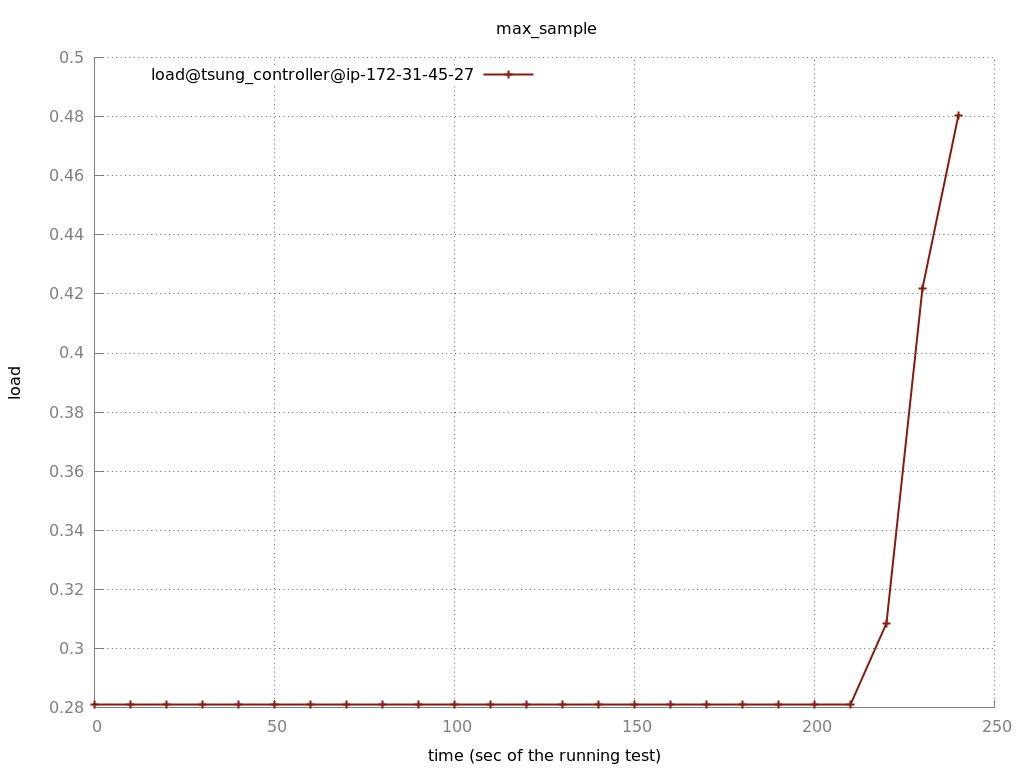 max_sample
load@tsung_controller@ip-172-31-45-27
0.5
0.48
0.46
0.44
0.42
0.4
0.38
0.36
0.34
0.32
0.3
0.28
load
0 50 100 150 200 250
time (sec of the running test)